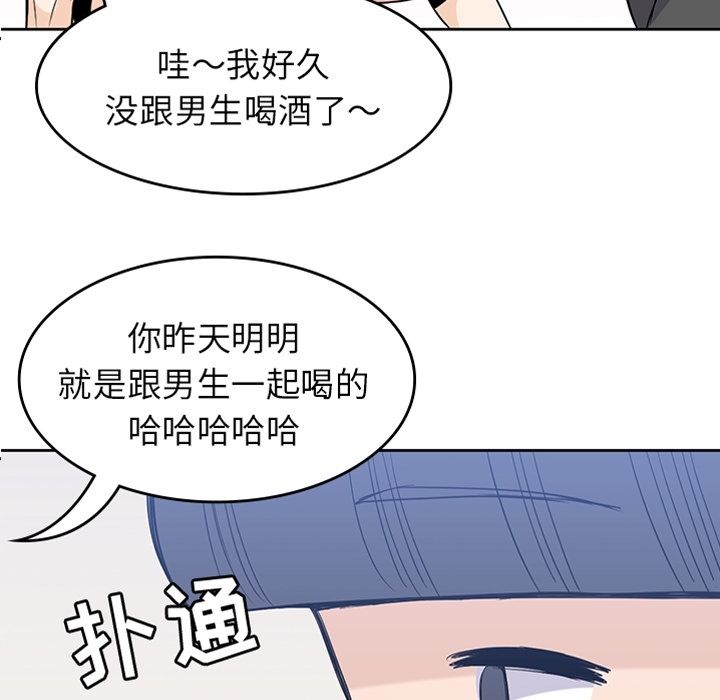 哇～我好久
没跟男生喝酒了～
你昨天明明
就是跟男生一起喝的
哈哈哈哈哈
扑通